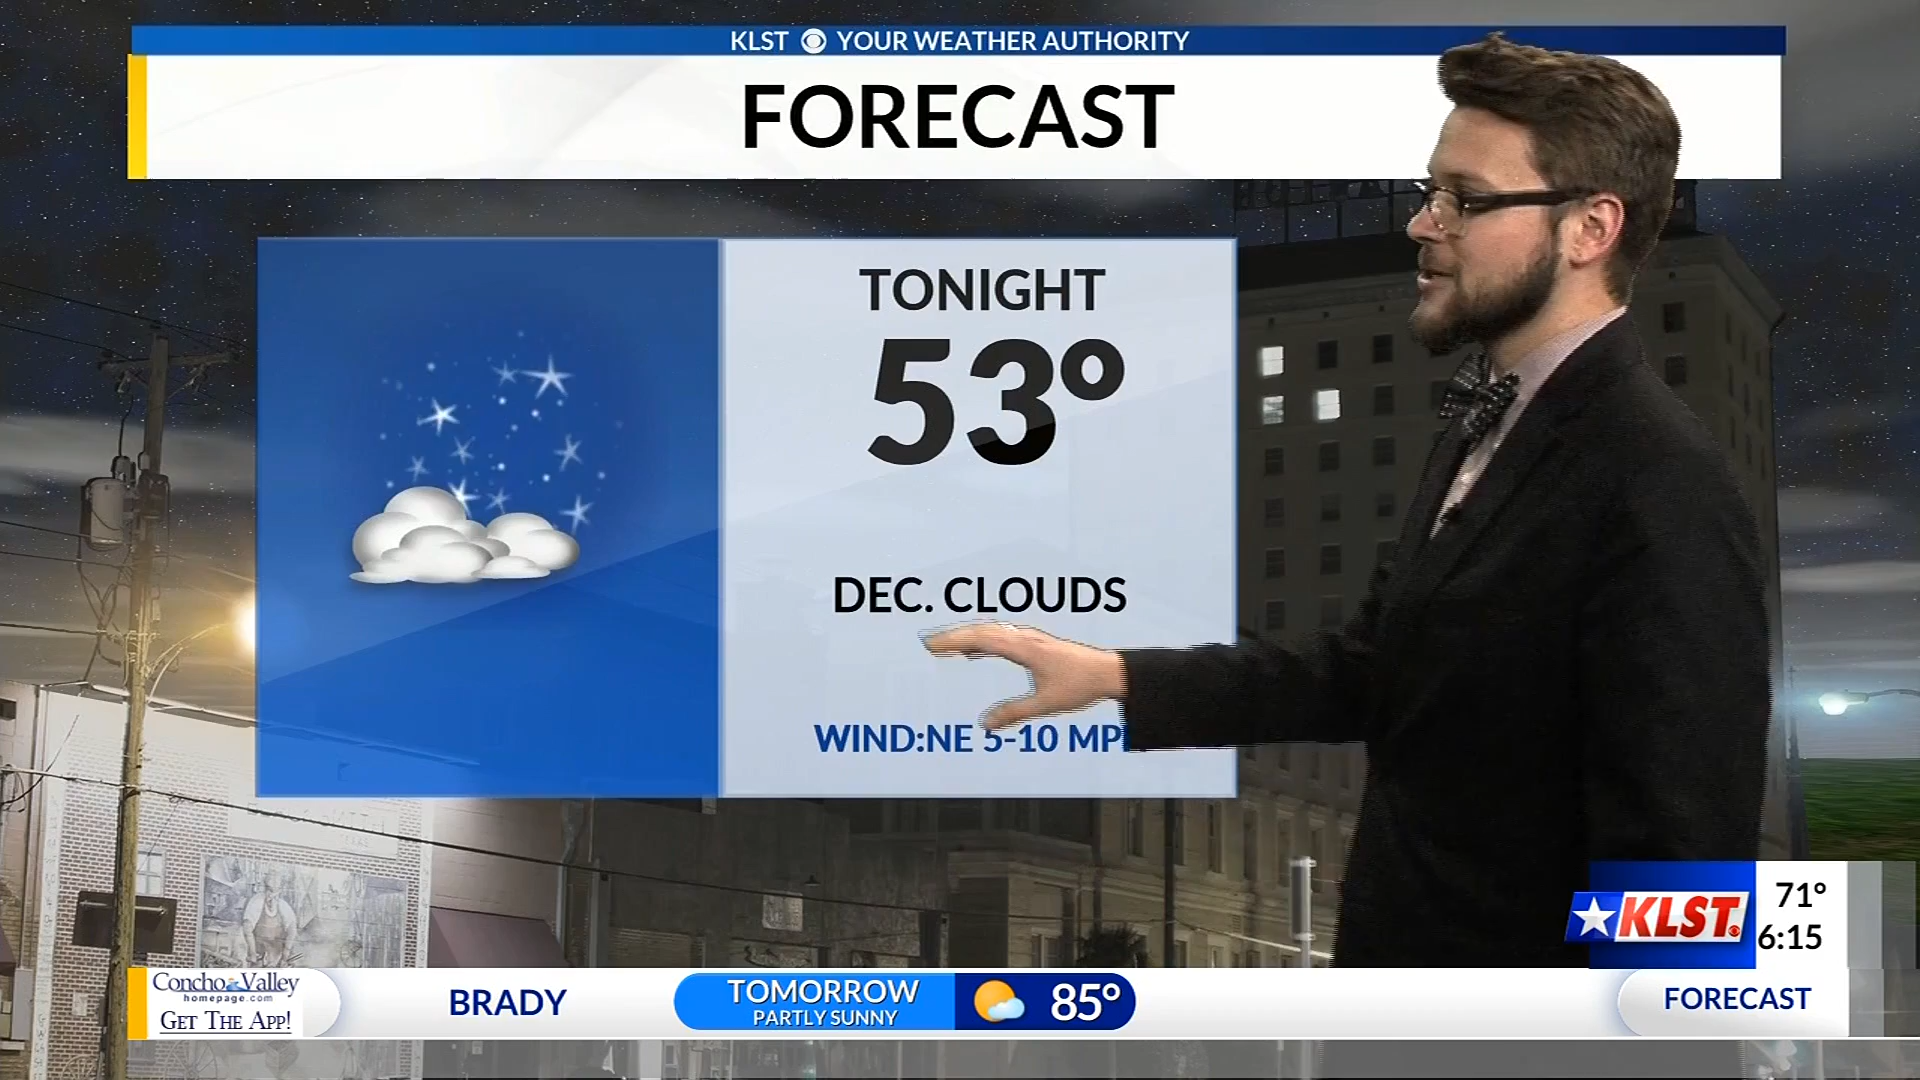 KLST YOUR WEATHER AUTHORITY
FORECAST
TONIGHT
53°
DEC. CLOUDS
WIND:NE 5-10 MP
KLST
71°
6:15
Concho Valley
homepage.com
GET THE APP!
BRADY
TOMORROW
PARTLY SUNNY
85°
FORECAST